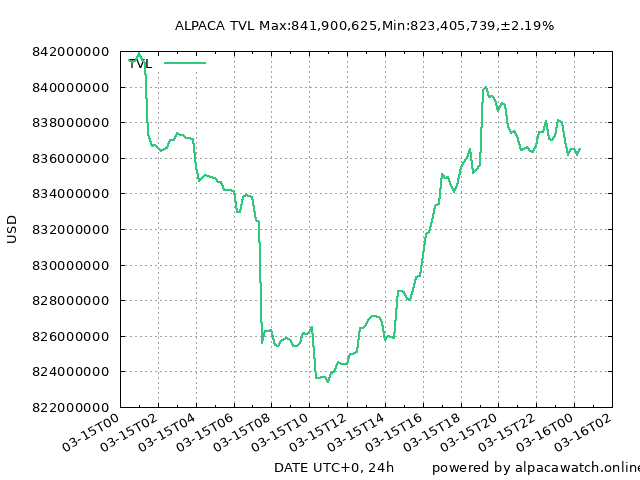 ALPACA TVL Max:841,900,625,Min:823,405,739,±2.19%
TVL
842000000
840000000
838000000
836000000
834000000
832000000
830000000
828000000
826000000
824000000
822000000
USD
03-15T00
03-15T02
03-15T04
03-15T06
03-15T08
03-15T10
03-15T12
03-15T14
03-15T16
03-15T18
03-15T20
03-15T22
03-16T00
03-16T02
DATE UTC+0, 24h
powered by alpacawatch.online